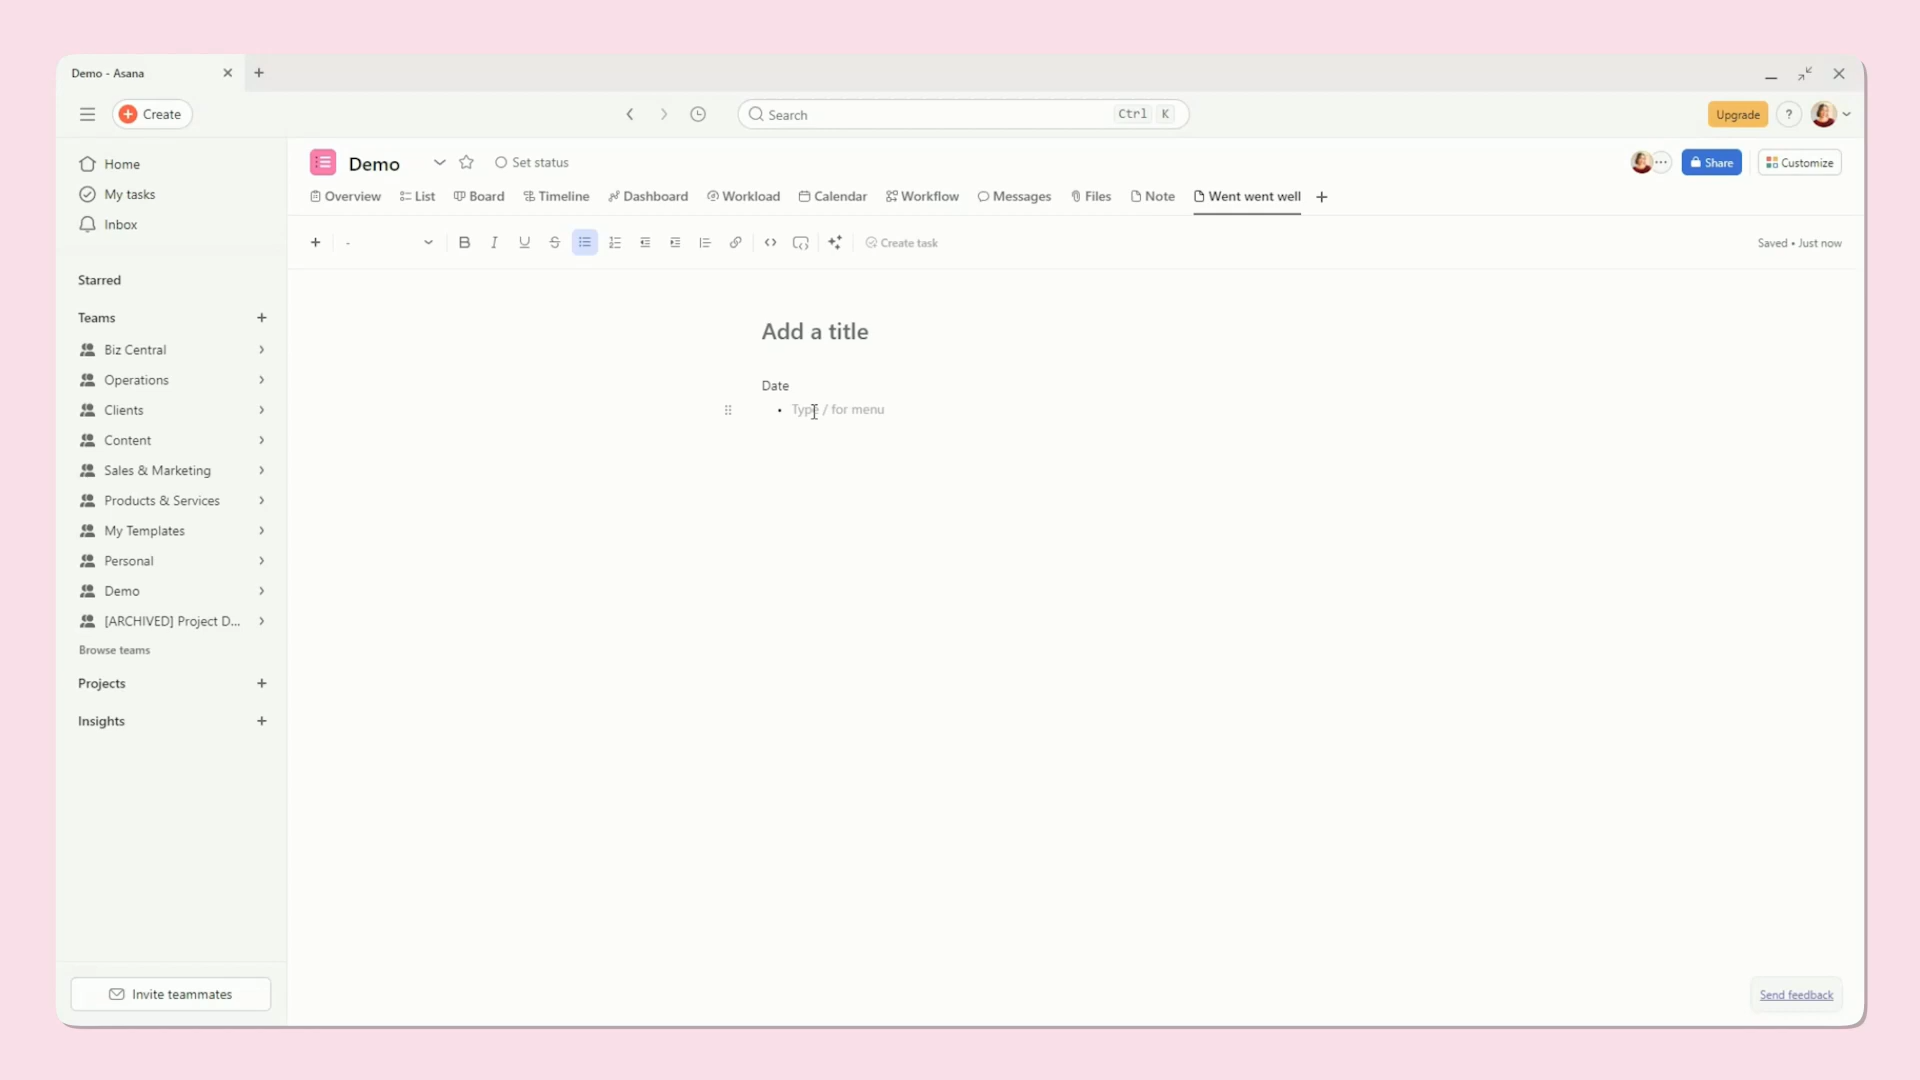 Demo - Asana
Create
Search
Ctrl K
Upgrade
?
Home
My tasks
Inbox
Starred
Teams
Biz Central
Operations
Clients
Content
Sales & Marketing
Products & Services
My Templates
Personal
Demo
[ARCHIVED] Project D...
Browse teams
Projects
Insights
Invite teammates
Demo
Set status
Share
Customize
Overview
List
Board
Timeline
Dashboard
Workload
Calendar
Workflow
Messages
Files
Note
Went went well
-
B I U S
Create task
Saved • Just now
Add a title
Date
• Type / for menu
Send feedback